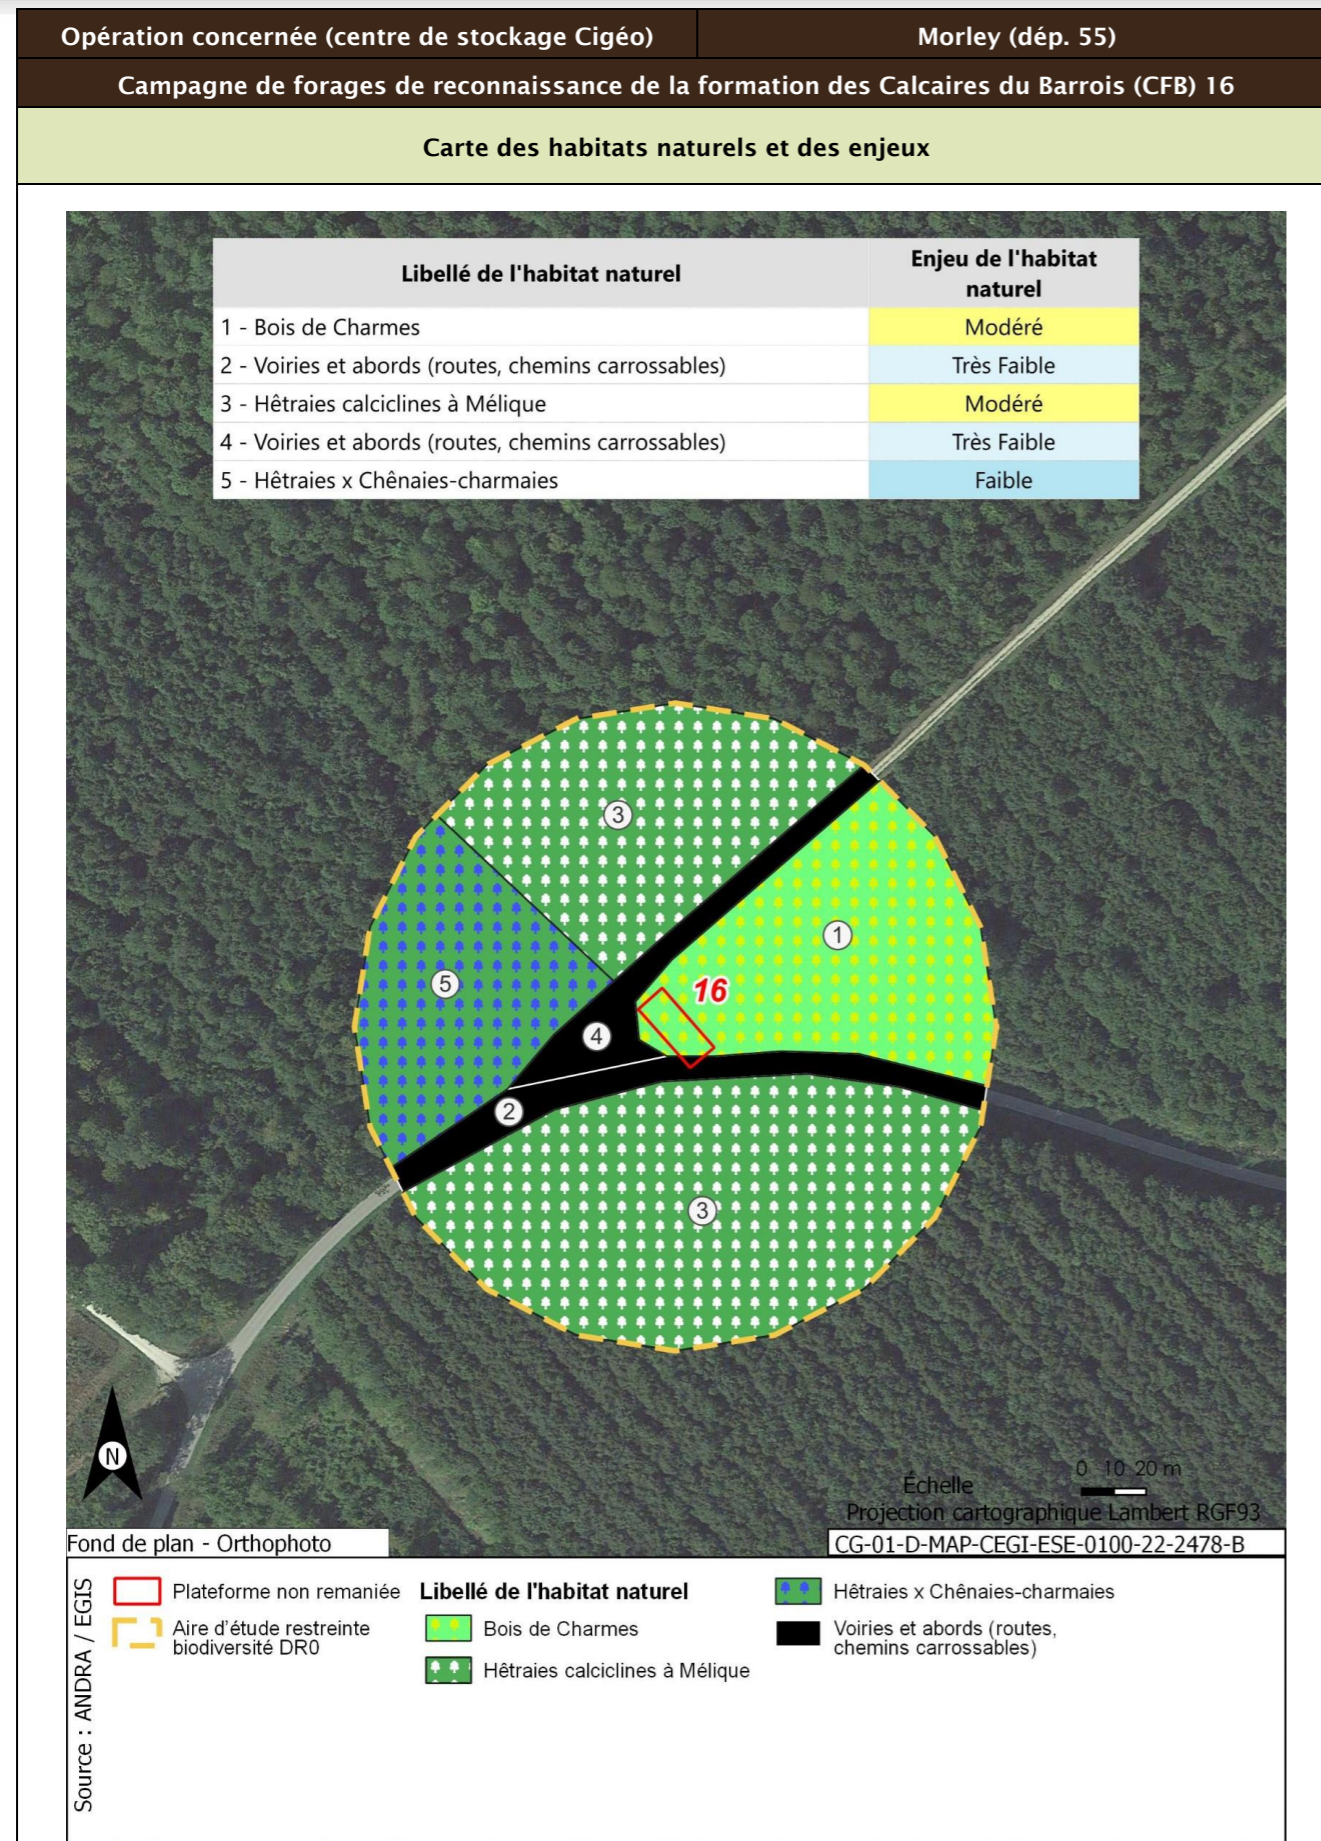 Opération concernée (centre de stockage Cigéo) Morley (dép. 55)
Campagne de forages de reconnaissance de la formation des Calcaires du Barrois (CFB) 16
Carte des habitats naturels et des enjeux
Libellé de l'habitat naturel Enjeu de l'habitat naturel
1 - Bois de Charmes Modéré
2 - Voiries et abords (routes, chemins carrossables) Très Faible
3 - Hêtraies calciclines à Mélique Modéré
4 - Voiries et abords (routes, chemins carrossables) Très Faible
5 - Hêtraies x Chênaies-charmaies Faible
3
1
5
16
4
2
3
N
0 10 20 m
Échelle
Projection cartographique Lambert RGF93
Fond de plan - Orthophoto
CG-01-D-MAP-CEGI-ESE-0100-22-2478-B
Source : ANDRA / EGIS
Plateforme non remaniée
Aire d'étude restreinte
biodiversité DR0
Libellé de l'habitat naturel
Bois de Charmes
Hêtraies calciclines à Mélique
Hêtraies x Chênaies-charmaies
Voiries et abords (routes,
chemins carrossables)